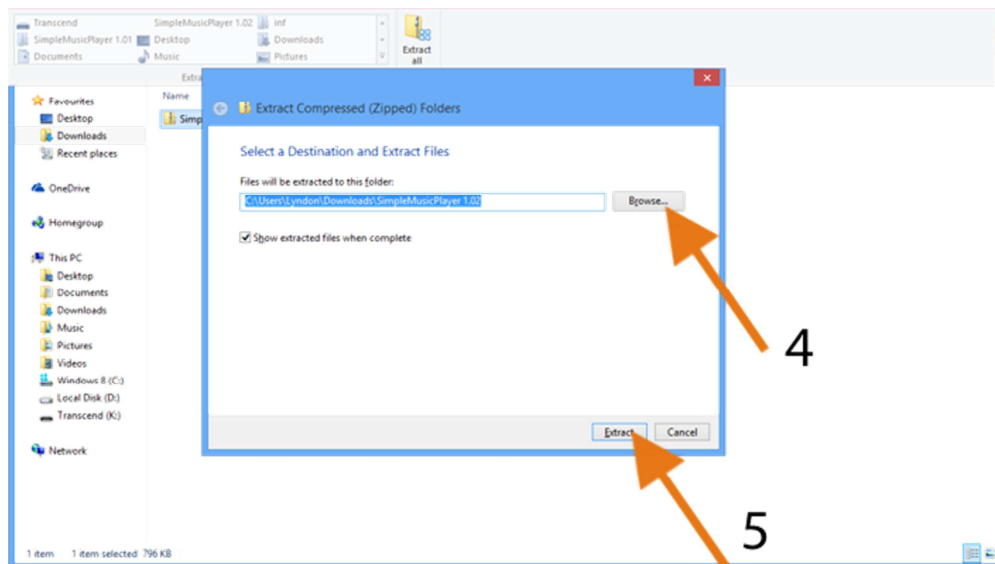 Transcend SimpleMusicPlayer 1.02 inf
SimpleMusicPlayer 1.01 Desktop Downloads
Documents Music Pictures
Extract
all
Extra
Name
Simp
Favourites
Desktop
Downloads
Recent places
OneDrive
Homegroup
This PC
Desktop
Documents
Downloads
Music
Pictures
Videos
Windows 8 (C:)
Local Disk (D:)
Transcend (K:)
Network
Extract Compressed (Zipped) Folders
Select a Destination and Extract Files
Files will be extracted to this folder:
C:\Users\Lyndon\Downloads\SimpleMusicPlayer 1.02
Browse...
Show extracted files when complete
4
Extract Cancel
5
1 item 1 item selected 796 KB